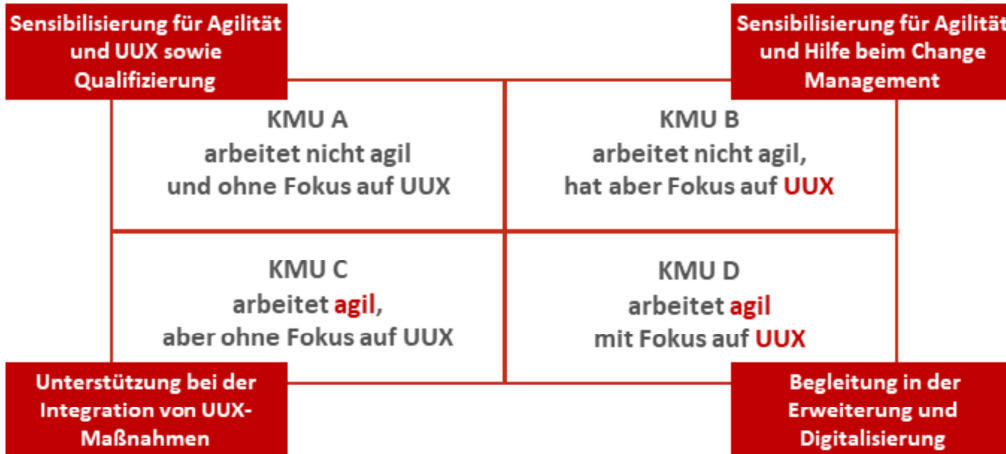 Sensibilisierung für Agilität
und UUX sowie
Qualifizierung
Sensibilisierung für Agilität
und Hilfe beim Change
Management
KMU A
arbeitet nicht agil
und ohne Fokus auf UUX
KMU B
arbeitet nicht agil,
hat aber Fokus auf UUX
KMU C
arbeitet agil,
aber ohne Fokus auf UUX
KMU D
arbeitet agil
mit Fokus auf UUX
Unterstützung bei der
Integration von UUX-
Maßnahmen
Begleitung in der
Erweiterung und
Digitalisierung